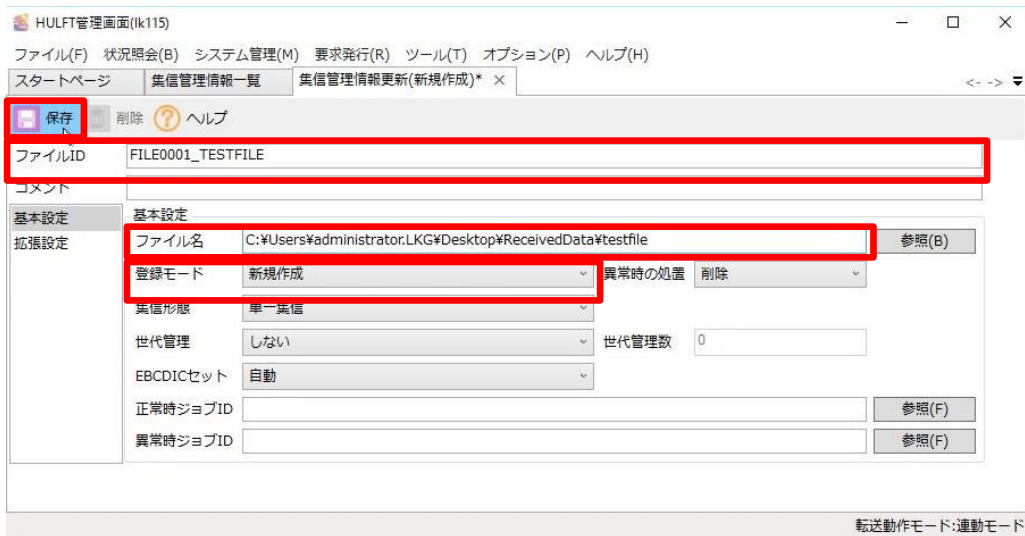 HULFT管理画面(lk115)
ファイル(F) 状況照会(B) システム管理(M) 要求発行(R) ツール(T) オプション(P) ヘルプ(H)
スタートページ 集信管理情報一覧 集信管理情報更新(新規作成)* × <- ->
保存 削除 ? ヘルプ
ファイルID FILE0001_TESTFILE
コメント
基本設定 基本設定
拡張設定 ファイル名 C:¥Users¥administrator.LKG¥Desktop¥ReceivedData¥testfile 参照(B)
登録モード 新規作成 異常時の処置 削除
集信形態 単一集信
世代管理 しない 世代管理数 0
EBCDICセット 自動
正常時ジョブID 参照(F)
異常時ジョブID 参照(F)
転送動作モード:連動モード